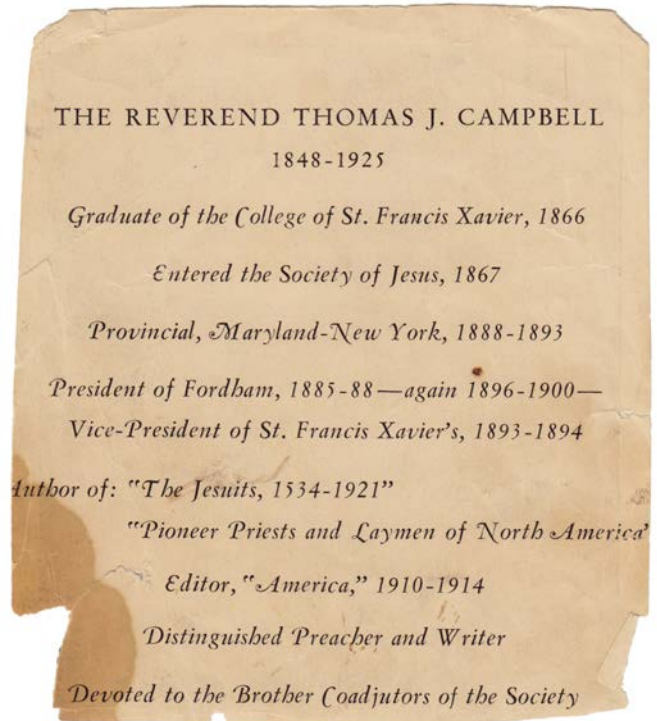 THE REVEREND THOMAS J. CAMPBELL
1848-1925
Graduate of the College of St. Francis Xavier, 1866
Entered the Society of Jesus, 1867
Provincial, Maryland-New York, 1888-1893
President of Fordham, 1885-88—again 1896-1900—
Vice-President of St. Francis Xavier's, 1893-1894
Author of: "The Jesuits, 1534-1921"
"Pioneer Priests and Laymen of North America"
Editor, "America," 1910-1914
Distinguished Preacher and Writer
Devoted to the Brother Coadjutors of the Society